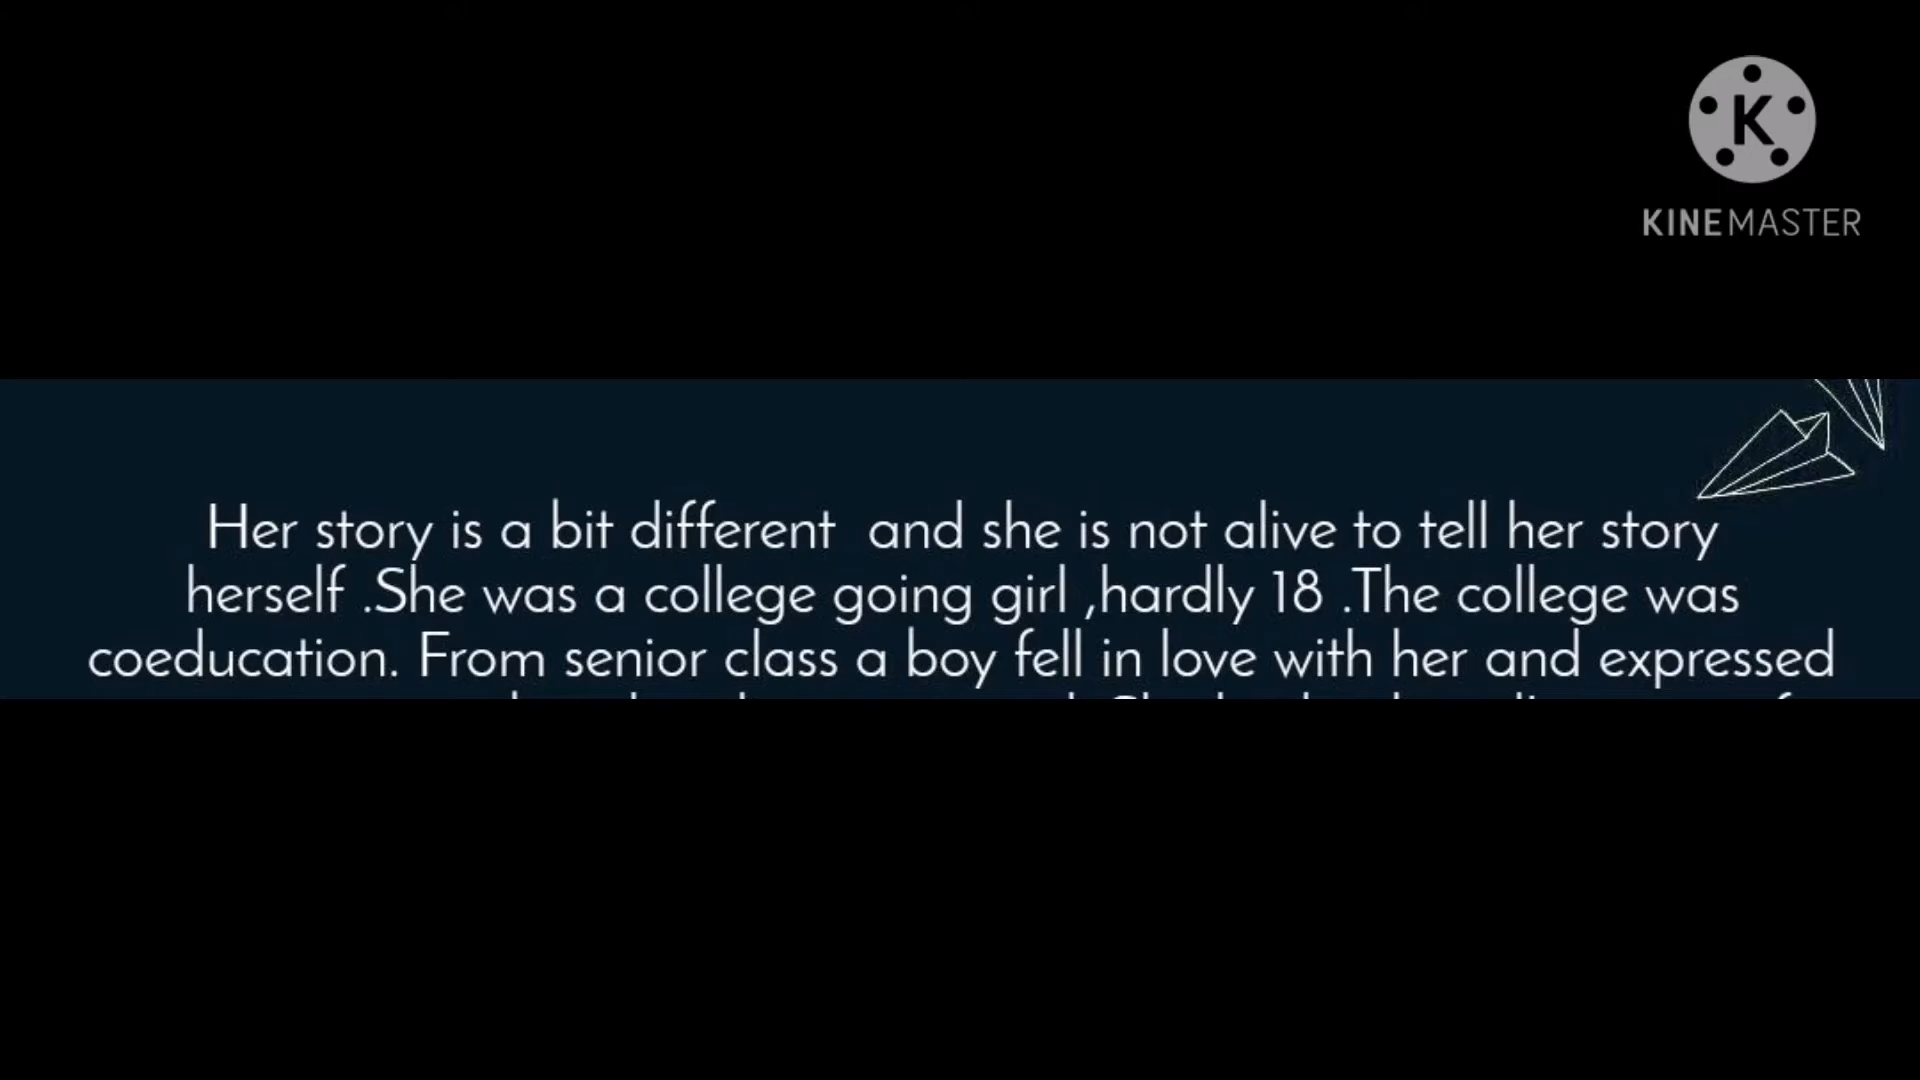 KINEMASTER
Her story is a bit different  and she is not alive to tell her story
herself .She was a college going girl ,hardly 18 .The college was
coeducation. From senior class a boy fell in love with her and expressed